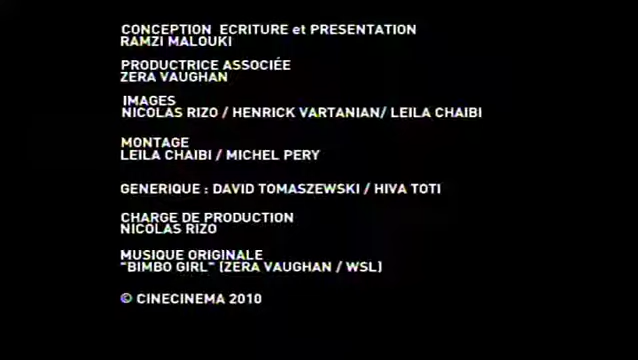 CONCEPTION ECRITURE et PRESENTATION
RAMZI MALOUKI
PRODUCTRICE ASSOCIÉE
ZERA VAUGHAN
IMAGES
NICOLAS RIZO / HENRICK VARTANIAN/ LEILA CHAIBI
MONTAGE
LEILA CHAIBI / MICHEL PERY
GENERIQUE : DAVID TOMASZEWSKI / HIVA TOTI
CHARGE DE PRODUCTION
NICOLAS RIZO
MUSIQUE ORIGINALE
"BIMBO GIRL" (ZERA VAUGHAN / WSL)
© CINECINEMA 2010